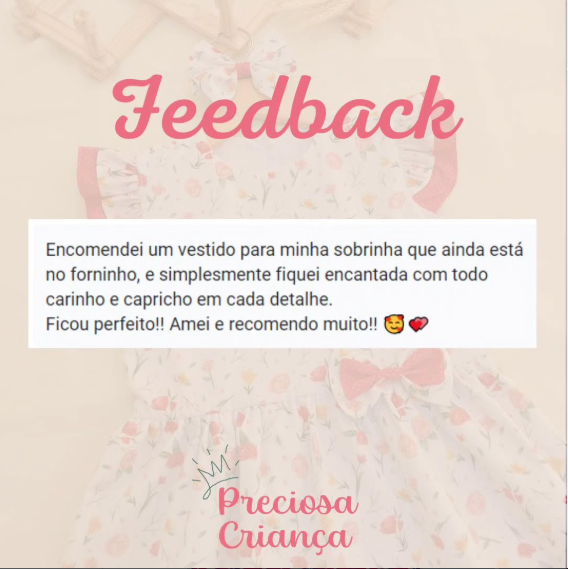 Feedback
Encomendei um vestido para minha sobrinha que ainda está
no forninho, e simplesmente fiquei encantada com todo
carinho e capricho em cada detalhe.
Ficou perfeito!! Amei e recomendo muito!! 🥰💕
Preciosa
Criança